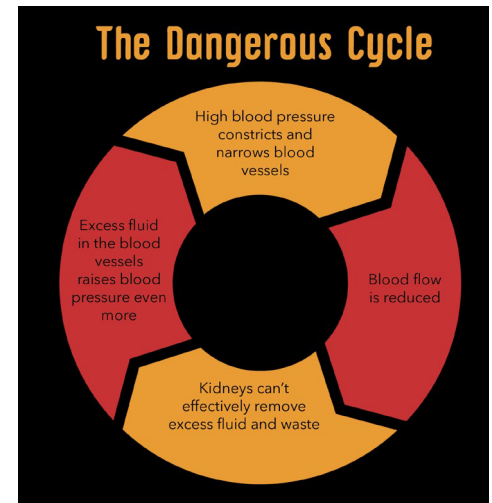 The Dangerous Cycle
High blood pressure
constricts and
narrows blood
vessels
Blood flow
is reduced
Kidneys can't
effectively remove
excess fluid and waste
Excess fluid
in the blood
vessels
raises blood
pressure even
more